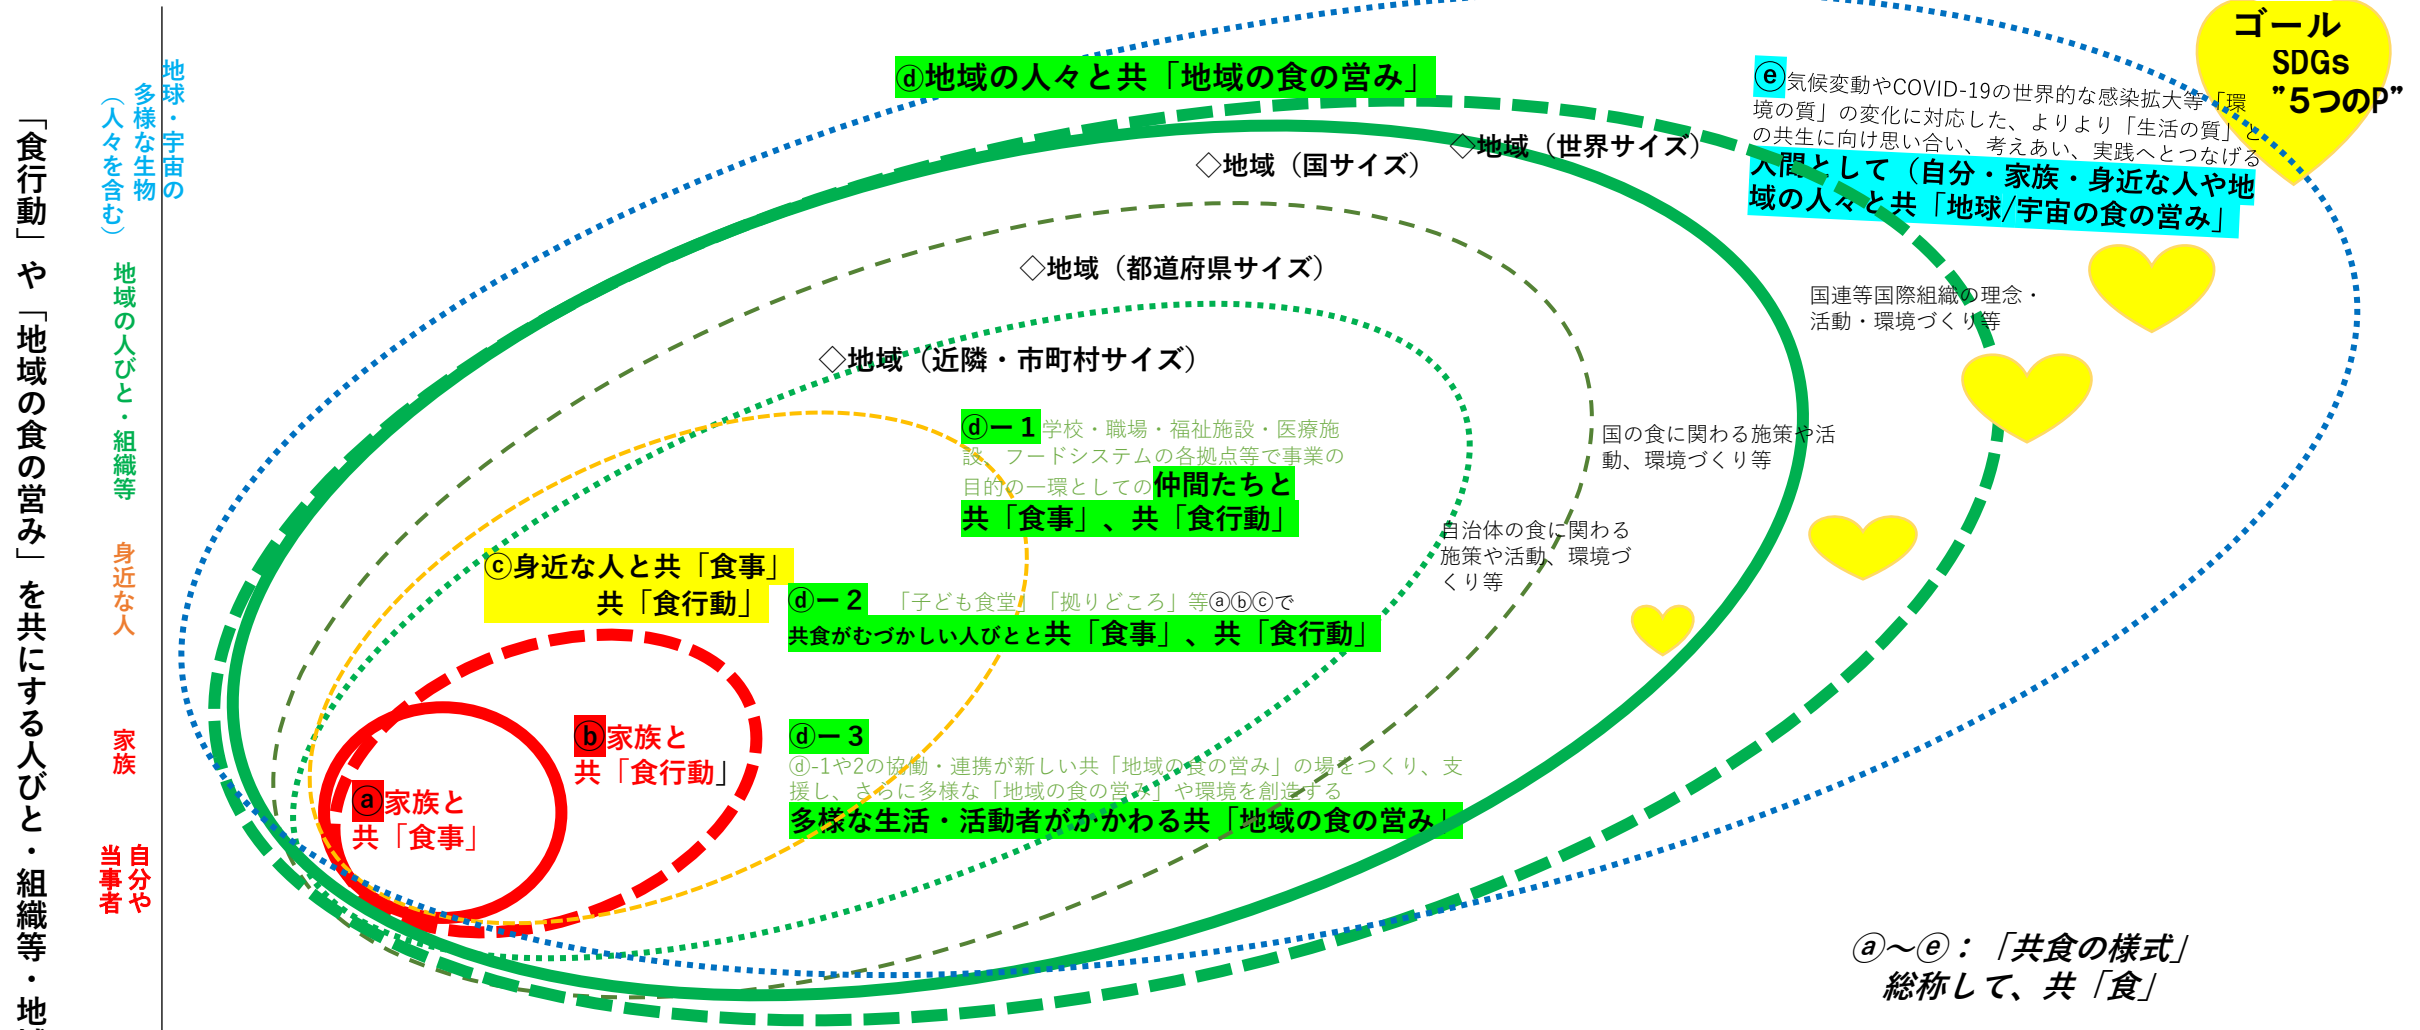 「食行動」や「地域の食の営み」を共にする人びと・組織等・地
地球・宇宙の
多様な生物
（人々を含む）
地域の人びと・組織等
身近な人
家族
自分や
当事者
ゴール
SDGs
”５つのP”
ⓓ地域の人々と共「地域の食の営み」
ⓔ気候変動やCOVID-19の世界的な感染拡大等「環
境の質」の変化に対応した、よりより「生活の質」と
の共生に向け思い合い、考えあい、実践へとつなげる
人間として（自分・家族・身近な人や地
域の人々と共「地球/宇宙の食の営み」
◇地域（世界サイズ）
◇地域（国サイズ）
◇地域（都道府県サイズ）
◇地域（近隣・市町村サイズ）
国連等国際組織の理念・
活動・環境づくり等
国の食に関わる施策や活
動、環境づくり等
自治体の食に関わる
施策や活動、環境づ
くり等
ⓓー１学校・職場・福祉施設・医療施
設、フードシステムの各拠点等で事業の
目的の一環としての仲間たちと
共「食事」、共「食行動」
ⓒ身近な人と共「食事」
共「食行動」
ⓓー２ 「子ども食堂」「拠りどころ」等ⓐⓑⓒで
共食がむづかしい人びとと共「食事」、共「食行動」
ⓑ家族と
共「食行動」
ⓐ家族と
共「食事」
ⓓー３
ⓓ-1や2の協働・連携が新しい共「地域の食の営み」の場をつくり、支
援し、さらに多様な「地域の食の営み」や環境を創造する
多様な生活・活動者がかかわる共「地域の食の営み」
ⓐ～ⓔ：「共食の様式」
総称して、共「食」